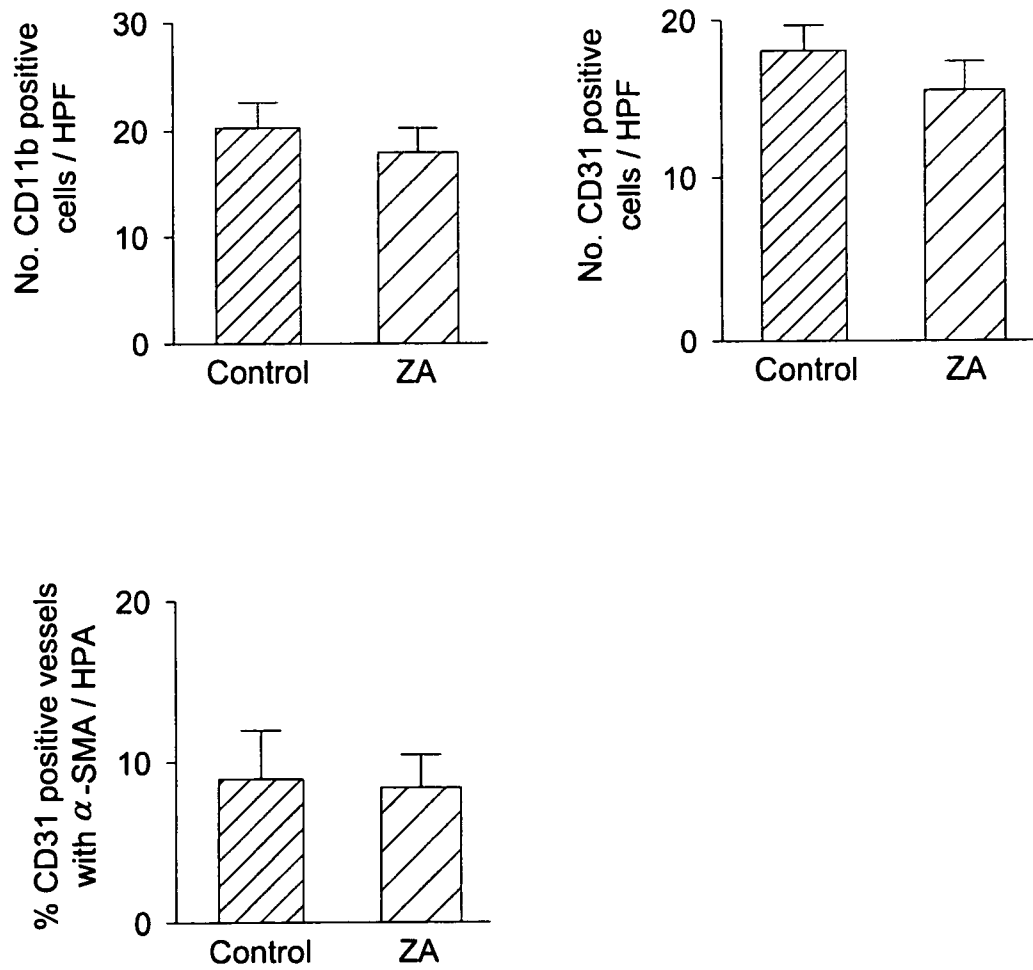 No. CD11b positive
cells / HPF
30
20
10
0
Control ZA
No. CD31 positive
cells / HPF
20
10
0
Control ZA
% CD31 positive vessels
with α-SMA / HPA
20
10
0
Control ZA